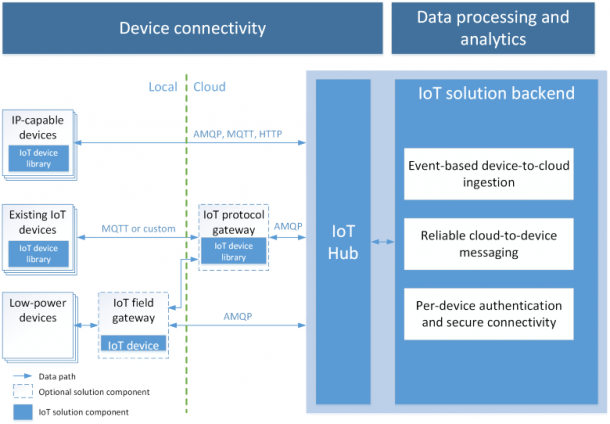 Device connectivity
Data processing and
analytics
Local
Cloud
IP-capable
devices
IoT device
library
AMQP, MQTT, HTTP
Existing IoT
devices
IoT device
library
MQTT or custom
IoT protocol
gateway
IoT device
library
AMQP
Low-power
devices
IoT field
gateway
IoT device
AMQP
IoT
Hub
IoT solution backend
Event-based device-to-cloud
ingestion
Reliable cloud-to-device
messaging
Per-device authentication
and secure connectivity
Data path
Optional solution component
IoT solution component